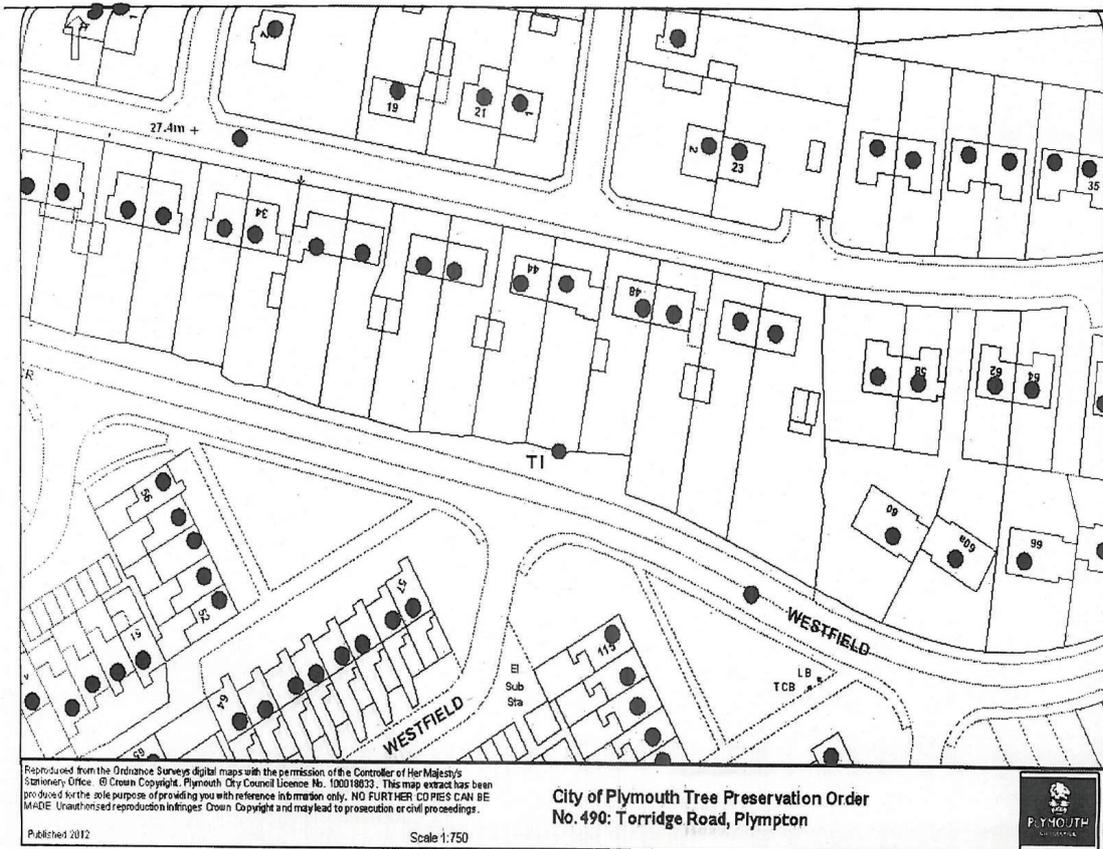 19
21
1
2
23
35
27.4m +
34
44
48
58
62
64
T1
60
60a
66
56
52
51
57
64
115
El
Sub
Sta
LB
TCB
WESTFIELD
WESTFIELD
Reproduced from the Ordnance Surveys digital maps with the permission of the Controller of Her Majesty's
Stationery Office. © Crown Copyright. Plymouth City Council Licence No. 100018633. This map extract has been
produced for the sole purpose of providing you with reference information only. NO FURTHER COPIES CAN BE
MADE Unauthorised reproduction infringes Crown Copyright and may lead to prosecution or civil proceedings.
Published 2012
Scale 1:750
City of Plymouth Tree Preservation Order
No. 490: Torridge Road, Plympton
PLYMOUTH